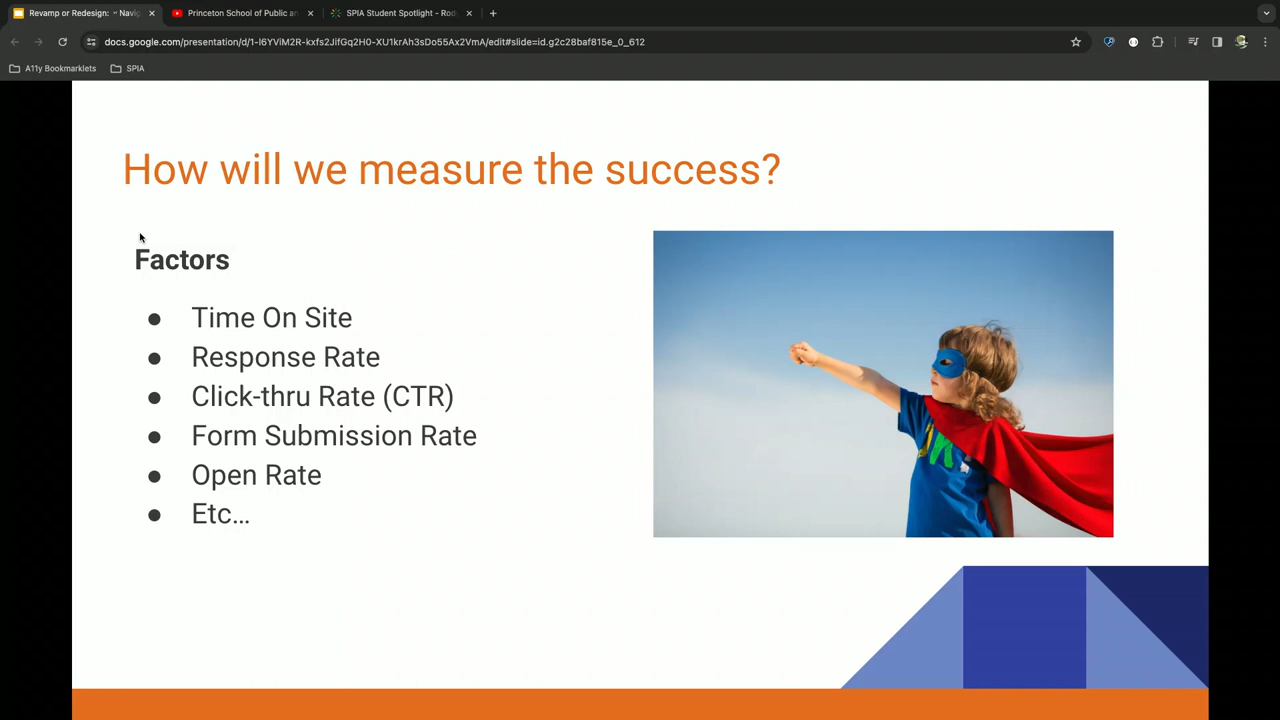 Revamp or Redesign: - Navig
Princeton School of Public an
SPIA Student Spotlight - Rod
docs.google.com/presentation/d/1-I6YViM2R-kxfs2JifGq2H0-XU1krAh3sDo55Ax2VmA/edit#slide=id.g2c28baf815e_0_612
A11y Bookmarklets
SPIA
How will we measure the success?
Factors
● Time On Site
● Response Rate
● Click-thru Rate (CTR)
● Form Submission Rate
● Open Rate
● Etc…